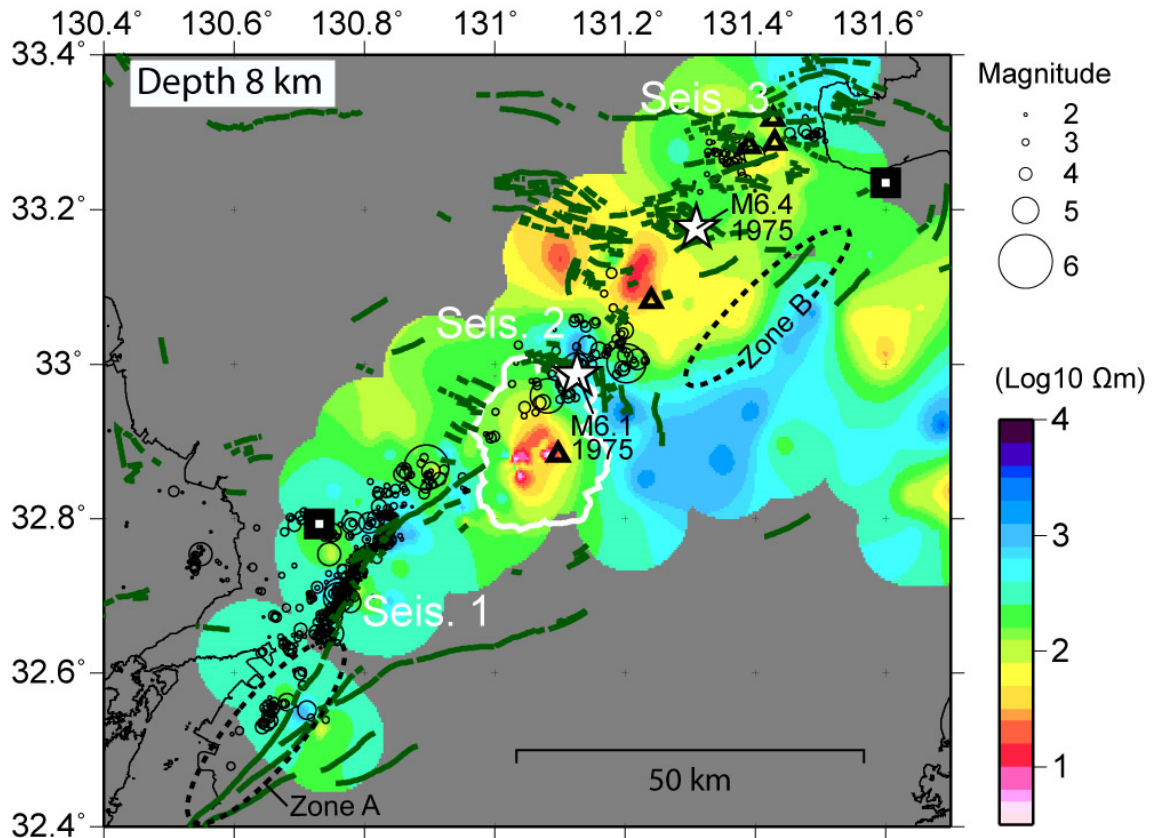 130.4° 130.6° 130.8° 131° 131.2° 131.4° 131.6°
33.4°
33.2°
33°
32.8°
32.6°
32.4°
Depth 8 km
Seis. 3
M6.4
1975
Zone B
Seis. 2
M6.1
1975
Seis. 1
Zone A
50 km
Magnitude
2
3
4
5
6
(Log10 Ωm)
4
3
2
1